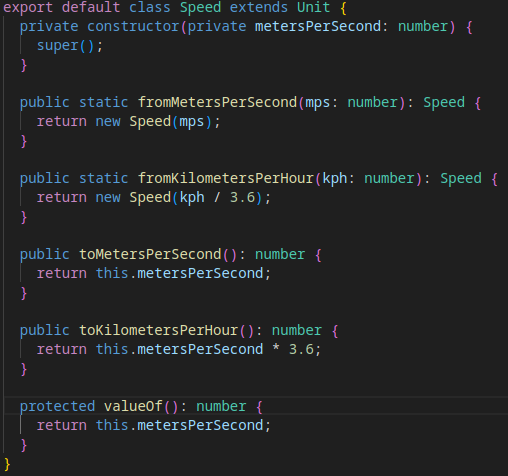 export default class Speed extends Unit {
  private constructor(private metersPerSecond: number) {
    super();
  }

  public static fromMetersPerSecond(mps: number): Speed {
    return new Speed(mps);
  }

  public static fromKilometersPerHour(kph: number): Speed {
    return new Speed(kph / 3.6);
  }

  public toMetersPerSecond(): number {
    return this.metersPerSecond;
  }

  public toKilometersPerHour(): number {
    return this.metersPerSecond * 3.6;
  }

  protected valueOf(): number {
    return this.metersPerSecond;
  }
}